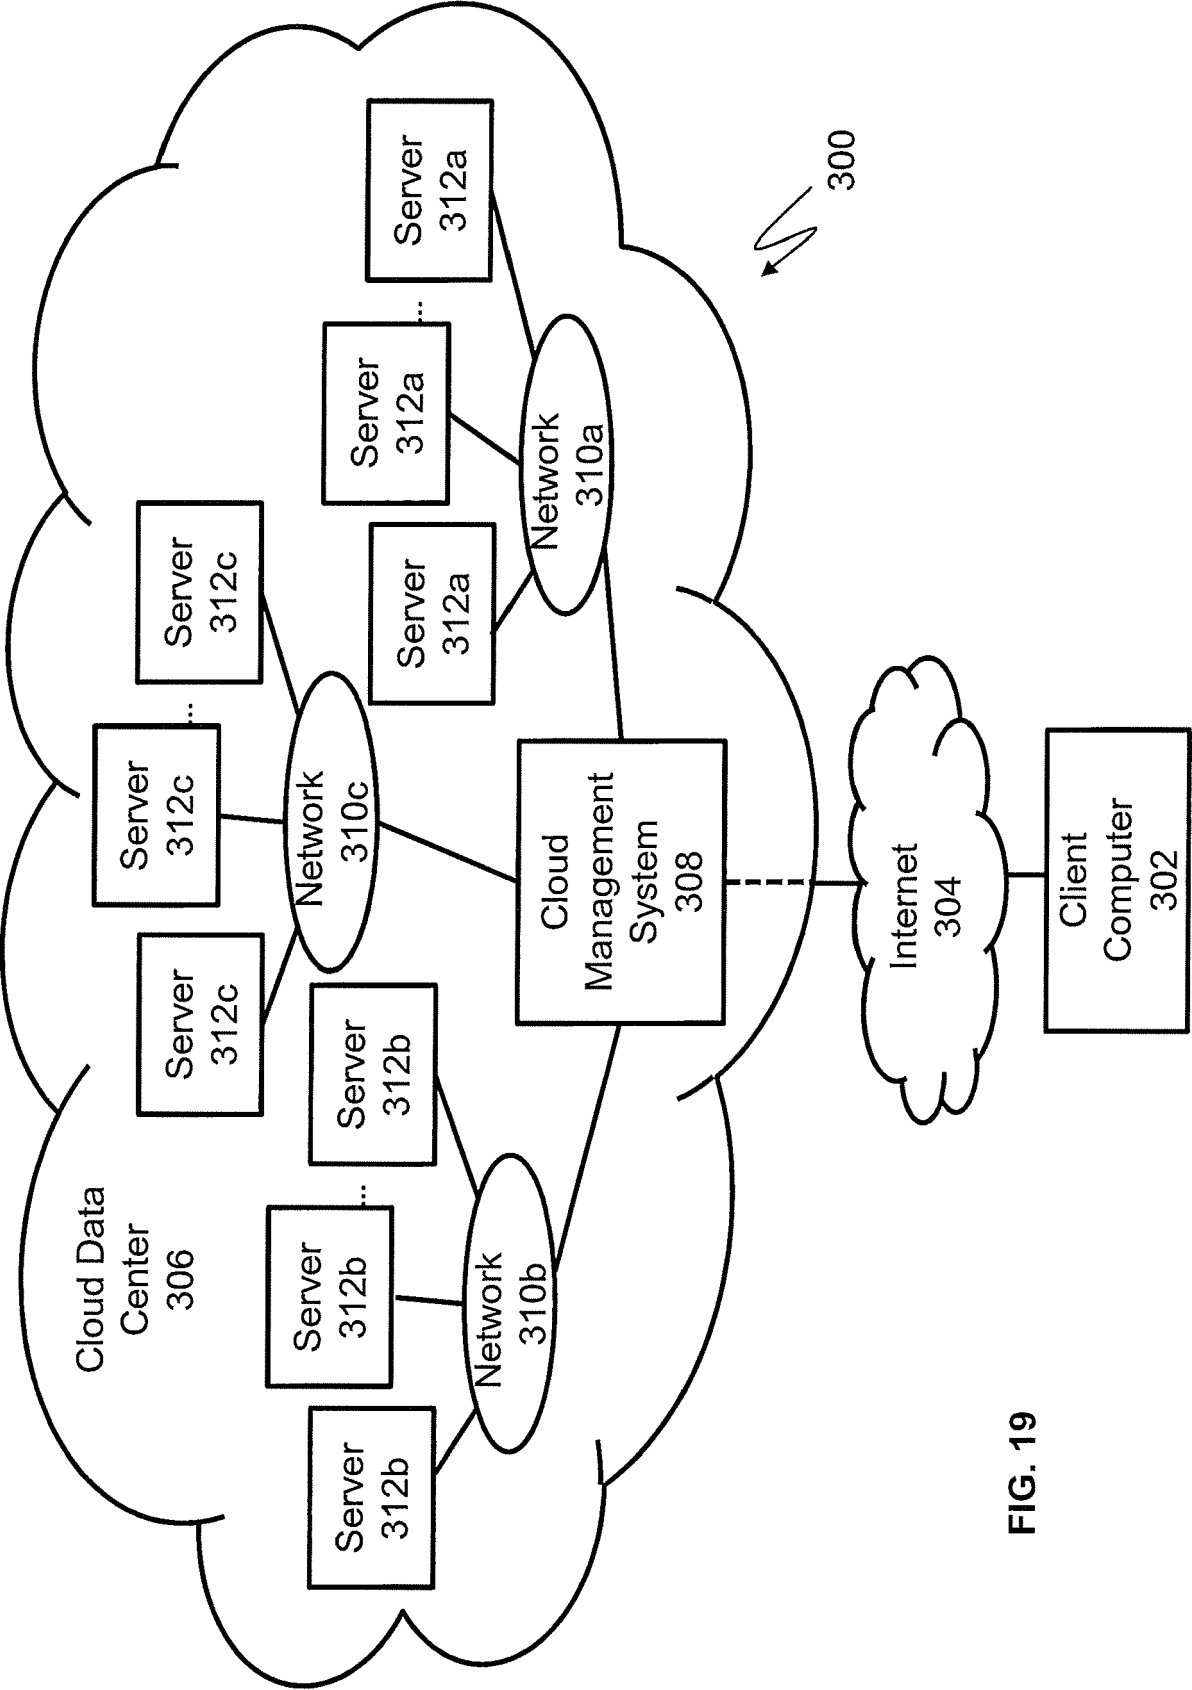 Cloud Data
Center
306
Server
312b
Server
312b
...
Server
312b
Network
310b
Server
312c
Server
312c
...
Server
312c
Network
310c
Server
312a
Server
312a
...
Server
312a
Network
310a
Cloud
Management
System
308
Internet
304
Client
Computer
302
300
FIG. 19